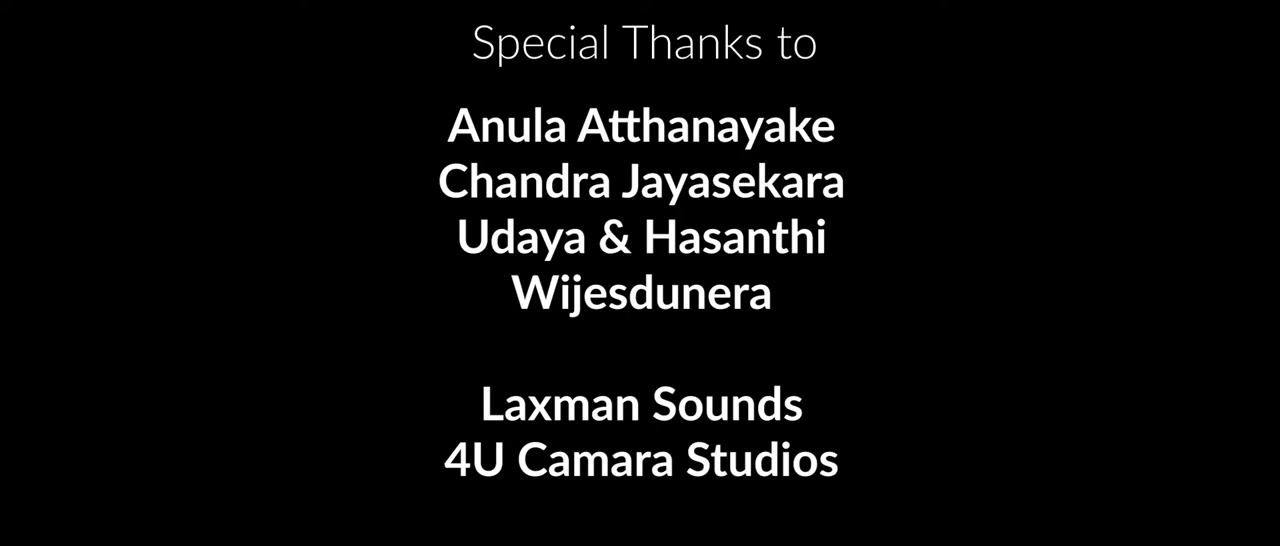 Special Thanks to
Anula Atthanayake
Chandra Jayasekara
Udaya & Hasanthi
Wijesdunera
Laxman Sounds
4U Camara Studios